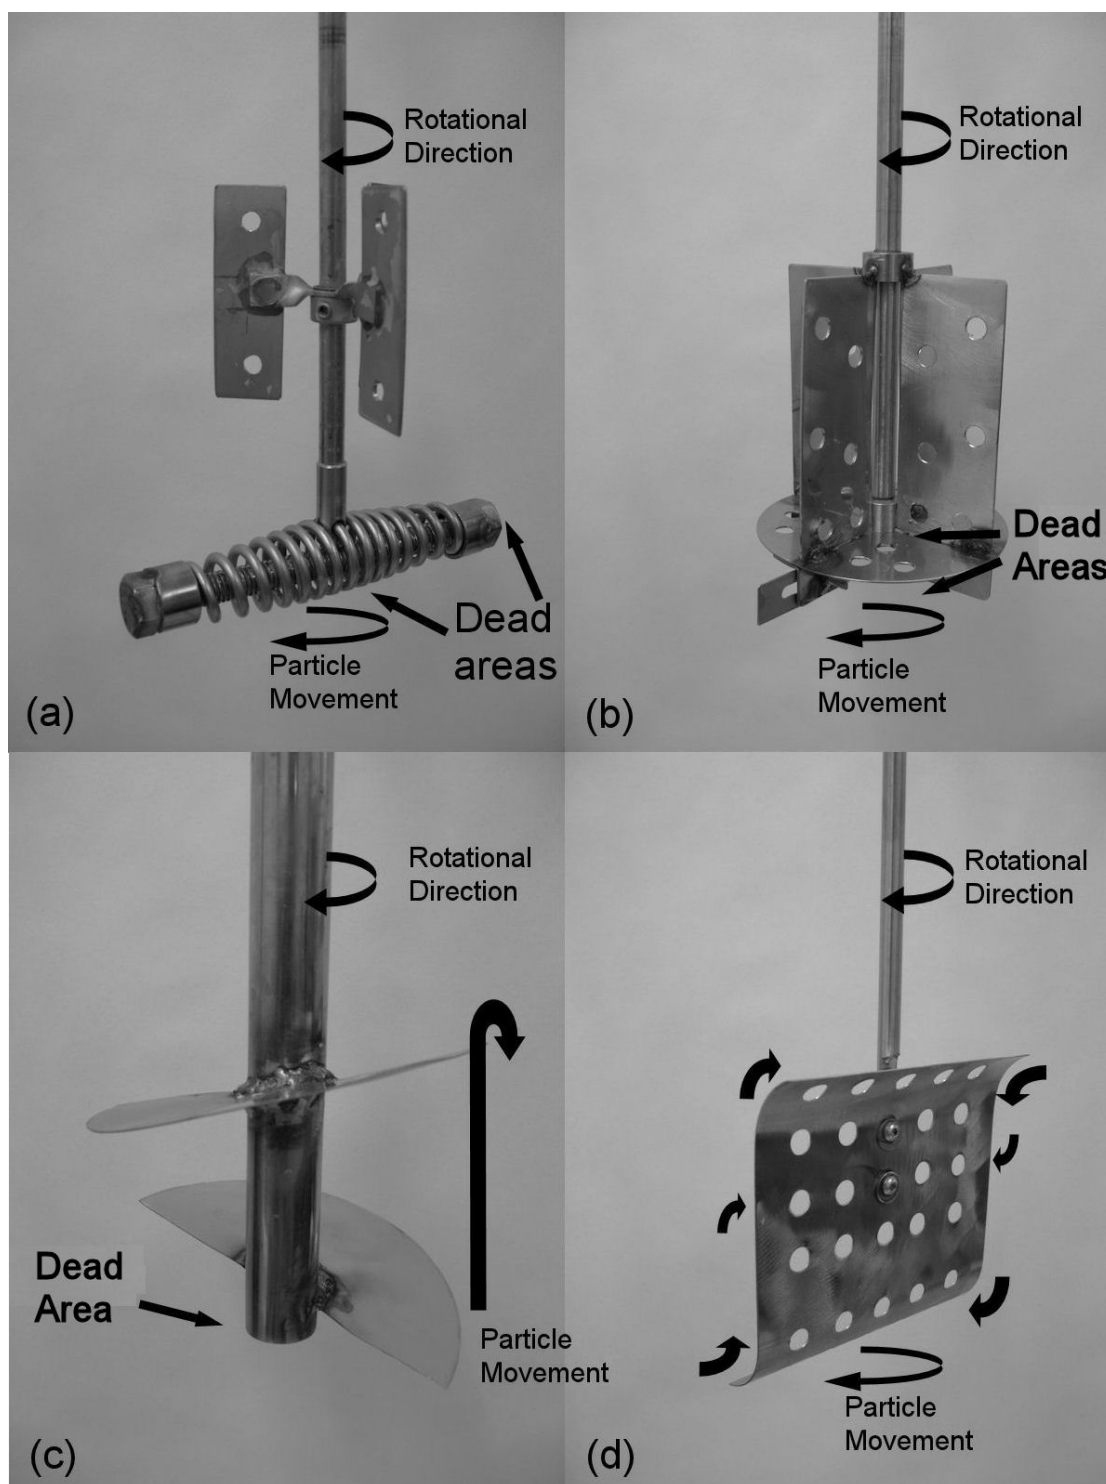 Rotational
Direction
Dead
areas
Particle
Movement
(a)
Rotational
Direction
Dead
Areas
Particle
Movement
(b)
Rotational
Direction
Dead
Area
Particle
Movement
(c)
Rotational
Direction
Particle
Movement
(d)